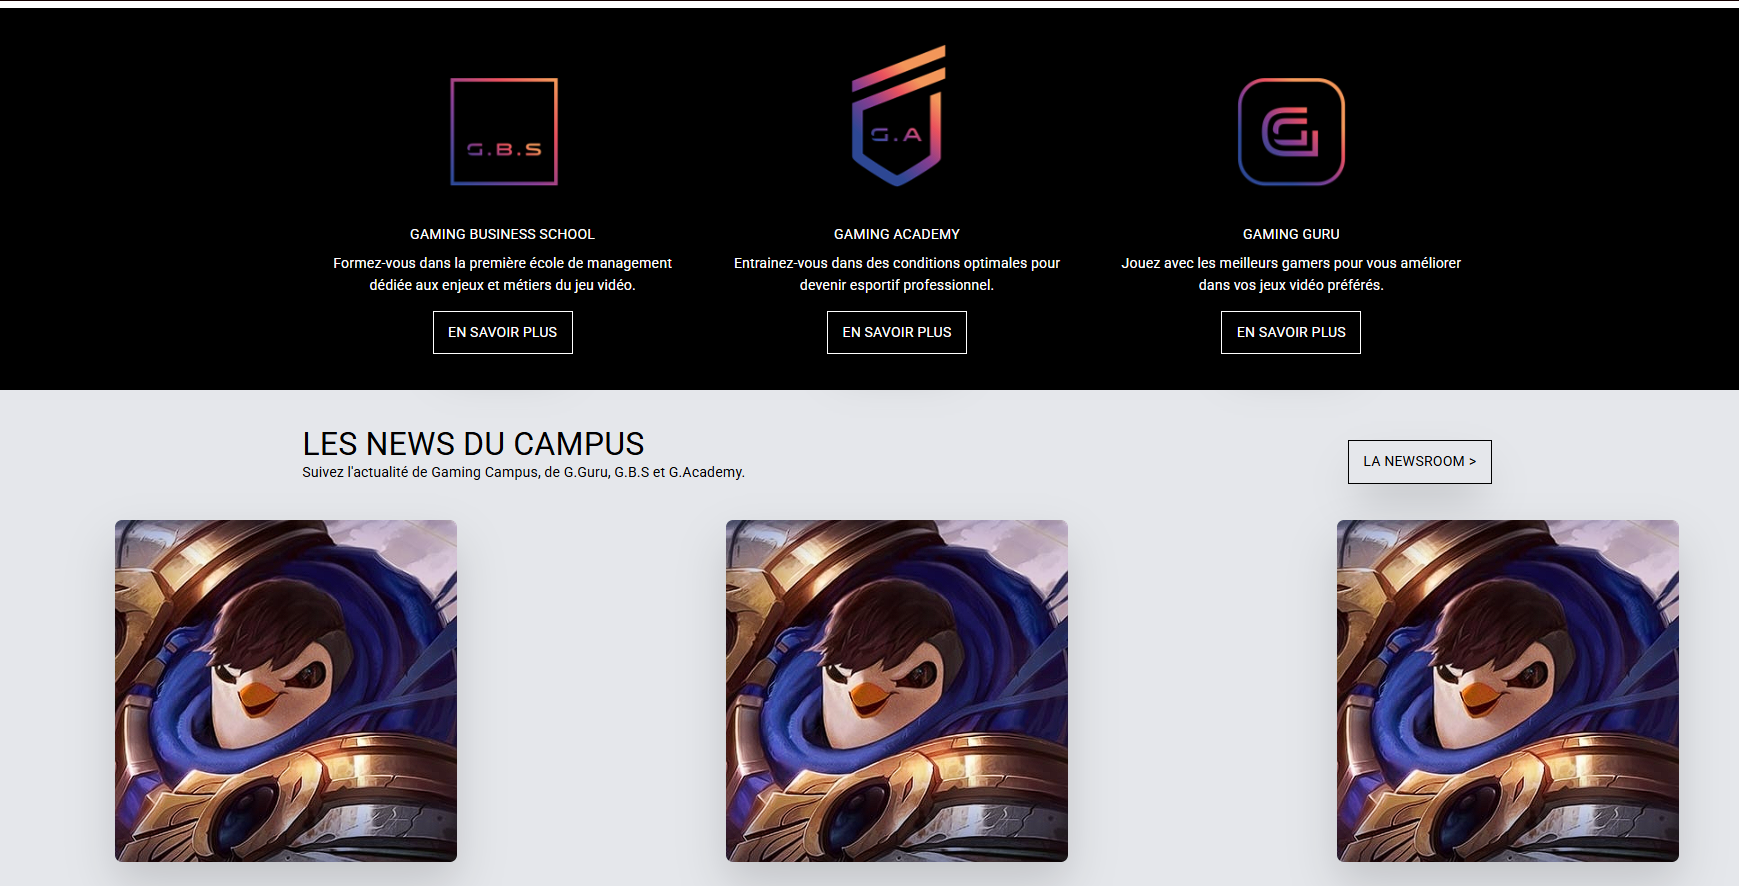 G.B.S
G.A
G
GAMING BUSINESS SCHOOL
Formez-vous dans la première école de management
dédiée aux enjeux et métiers du jeu vidéo.
EN SAVOIR PLUS
GAMING ACADEMY
Entrainez-vous dans des conditions optimales pour
devenir esportif professionnel.
EN SAVOIR PLUS
GAMING GURU
Jouez avec les meilleurs gamers pour vous améliorer
dans vos jeux vidéo préférés.
EN SAVOIR PLUS
LES NEWS DU CAMPUS
Suivez l'actualité de Gaming Campus, de G.Guru, G.B.S et G.Academy.
LA NEWSROOM >